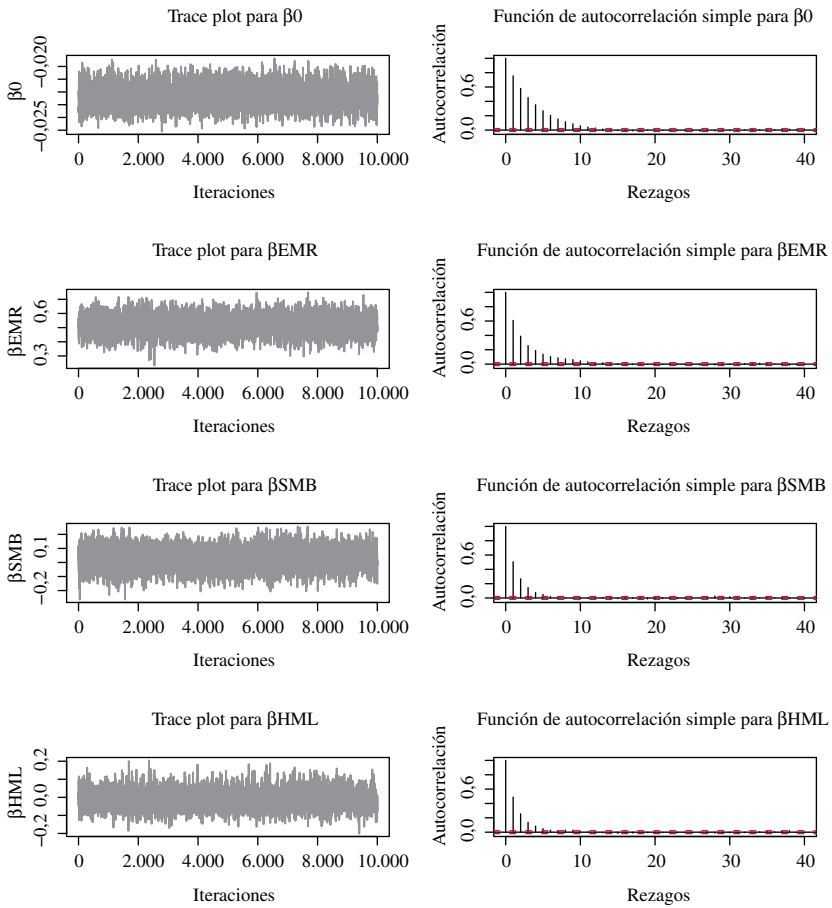 Trace plot para β0
β0
−0,020
−0,025
0 2.000 4.000 6.000 8.000 10.000
Iteraciones
Función de autocorrelación simple para β0
Autocorrelación
0,6
0,0
0 10 20 30 40
Rezagos
Trace plot para βEMR
βEMR
0,6
0,3
0 2.000 4.000 6.000 8.000 10.000
Iteraciones
Función de autocorrelación simple para βEMR
Autocorrelación
0,6
0,0
0 10 20 30 40
Rezagos
Trace plot para βSMB
βSMB
0,1
−0,2
0 2.000 4.000 6.000 8.000 10.000
Iteraciones
Función de autocorrelación simple para βSMB
Autocorrelación
0,6
0,0
0 10 20 30 40
Rezagos
Trace plot para βHML
βHML
0,2
0,0
−0,2
0 2.000 4.000 6.000 8.000 10.000
Iteraciones
Función de autocorrelación simple para βHML
Autocorrelación
0,6
0,0
0 10 20 30 40
Rezagos